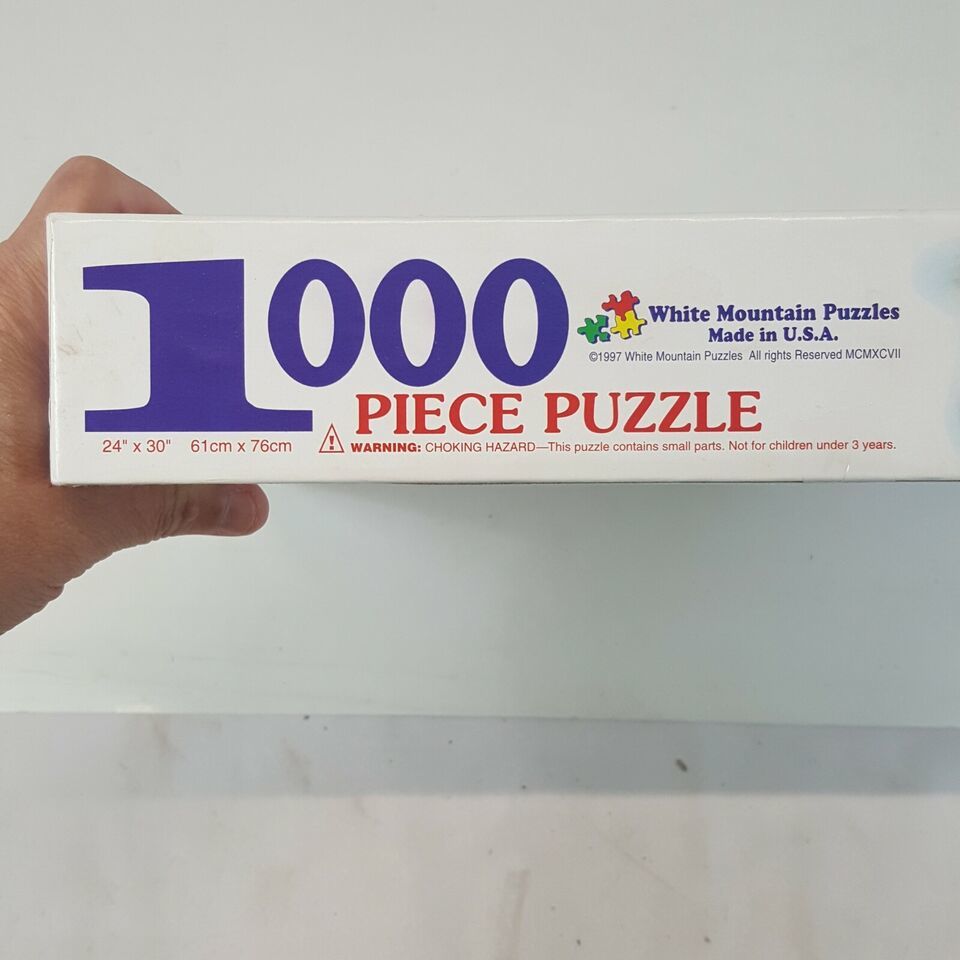 1000
White Mountain Puzzles
Made in U.S.A.
©1997 White Mountain Puzzles All rights Reserved MCMXCVII
PIECE PUZZLE
24" x 30" 61cm x 76cm
WARNING: CHOKING HAZARD—This puzzle contains small parts. Not for children under 3 years.